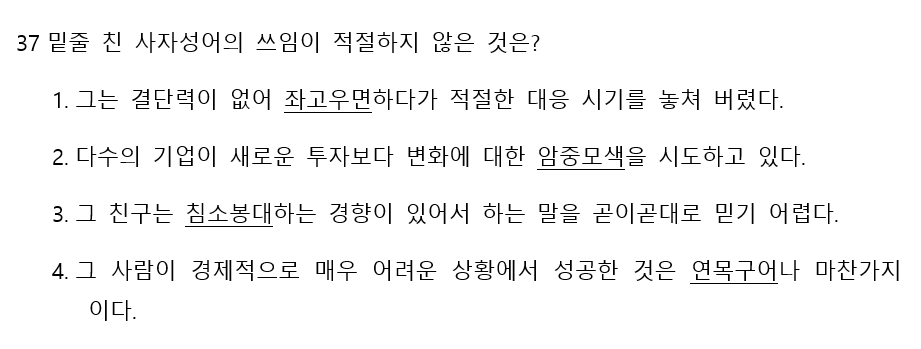 37 밑줄 친 사자성어의 쓰임이 적절하지 않은 것은?
1. 그는 결단력이 없어 좌고우면하다가 적절한 대응 시기를 놓쳐 버렸다.
2. 다수의 기업이 새로운 투자보다 변화에 대한 암중모색을 시도하고 있다.
3. 그 친구는 침소봉대하는 경향이 있어서 하는 말을 곧이곧대로 믿기 어렵다.
4. 그 사람이 경제적으로 매우 어려운 상황에서 성공한 것은 연목구어나 마찬가지
이다.